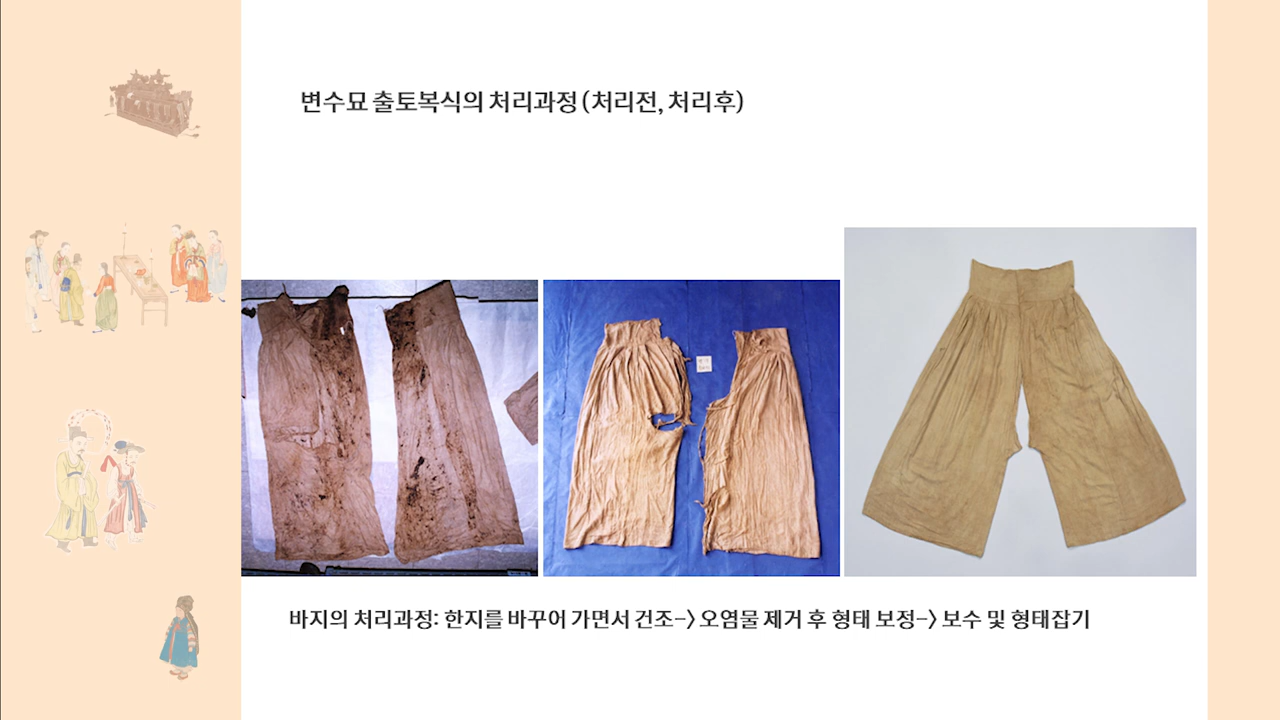 변수묘 출토복식의 처리과정 (처리전, 처리후)
바지의 처리과정: 한지를 바꾸어 가면서 건조-> 오염물 제거 후 형태 보정-> 보수 및 형태잡기